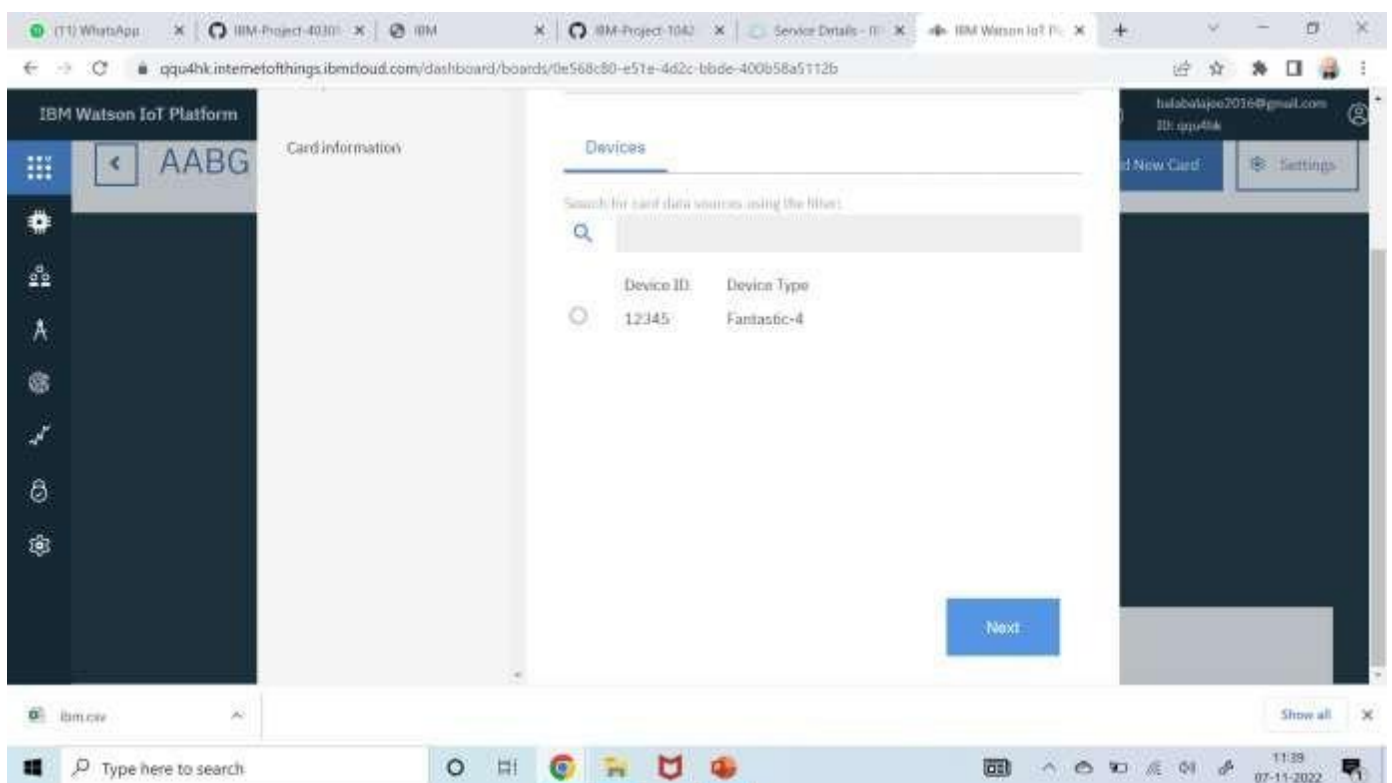 (11) WhatsApp
IBM-Project-40301
IBM
IBM-Project-1042
Service Details - IB
IBM Watson IoT Pl
qqu4hk.internetofthings.ibmcloud.com/dashboard/boards/0e568c80-e51e-4d2c-bbde-400b58a5112b
IBM Watson IoT Platform
balabalajee2016@gmail.com
ID: qqu4hk
AABG
Card information
Devices
d New Card
Settings
Search for card data sources using the filter:
Device ID
Device Type
12345
Fantastic-4
Next
ibm.csv
Show all
Type here to search
11:39
07-11-2022